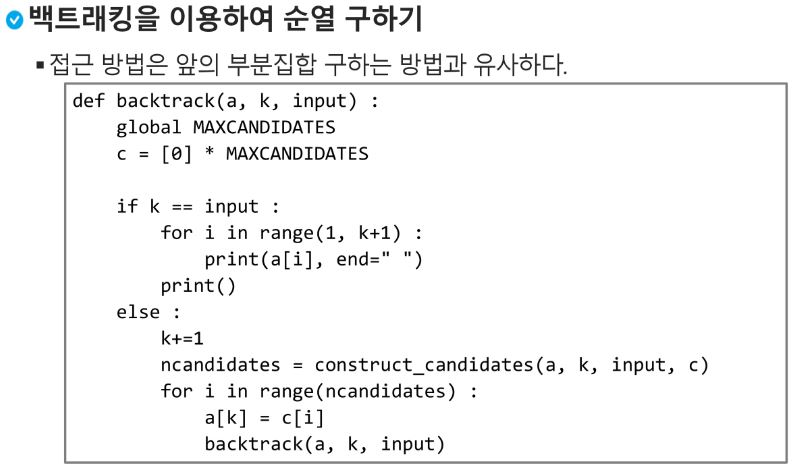 백트래킹을 이용하여 순열 구하기
접근 방법은 앞의 부분집합 구하는 방법과 유사하다.
def backtrack(a, k, input) :
    global MAXCANDIDATES
    c = [0] * MAXCANDIDATES

    if k == input :
        for i in range(1, k+1) :
            print(a[i], end=" ")
        print()
    else :
        k+=1
        ncandidates = construct_candidates(a, k, input, c)
        for i in range(ncandidates) :
            a[k] = c[i]
            backtrack(a, k, input)